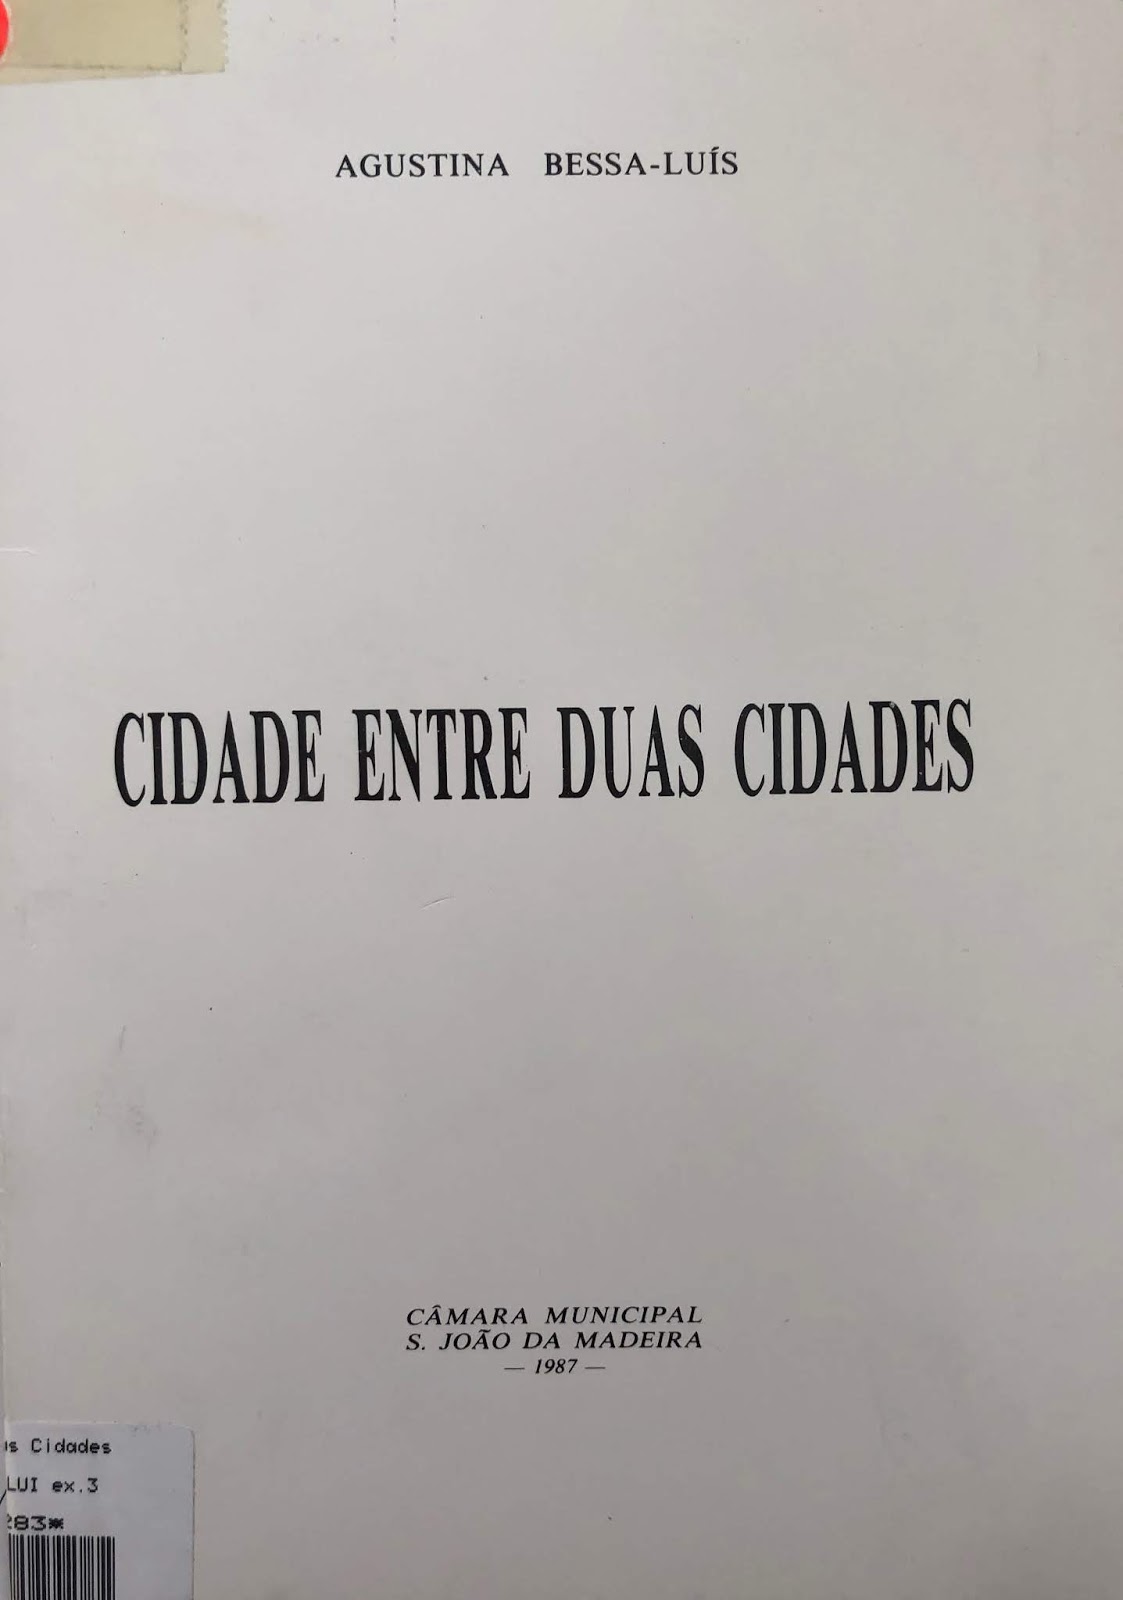 AGUSTINA BESSA-LUÍS
CIDADE ENTRE DUAS CIDADES
CÂMARA MUNICIPAL
S. JOÃO DA MADEIRA
— 1987 —
s Cidades
LUI ex.3
283*